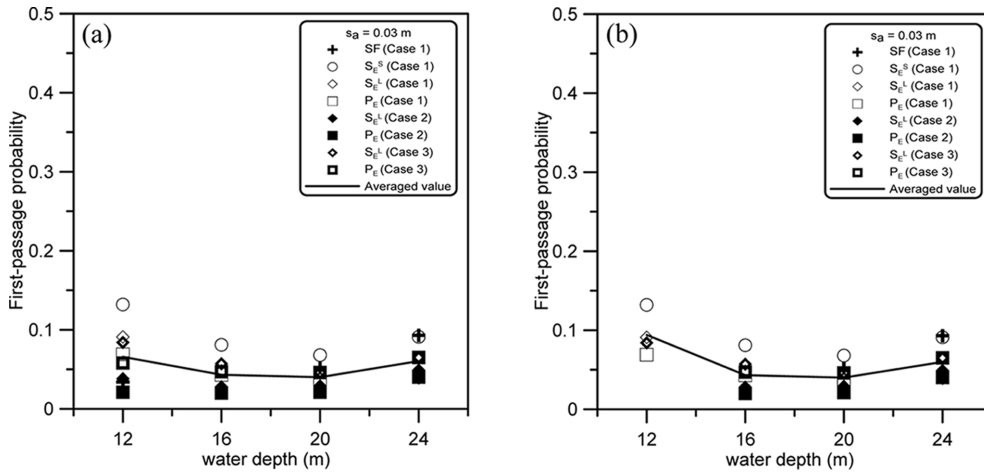 (a)
s_a = 0.03 m
SF (Case 1)
S_E^S (Case 1)
S_E^L (Case 1)
P_E (Case 1)
S_E^L (Case 2)
P_E (Case 2)
S_E^L (Case 3)
P_E (Case 3)
Averaged value
First-passage probability
0.5
0.4
0.3
0.2
0.1
0
12 16 20 24
water depth (m)
(b)
s_a = 0.03 m
SF (Case 1)
S_E^S (Case 1)
S_E^L (Case 1)
P_E (Case 1)
S_E^L (Case 2)
P_E (Case 2)
S_E^L (Case 3)
P_E (Case 3)
Averaged value
First-passage probability
0.5
0.4
0.3
0.2
0.1
0
12 16 20 24
water depth (m)